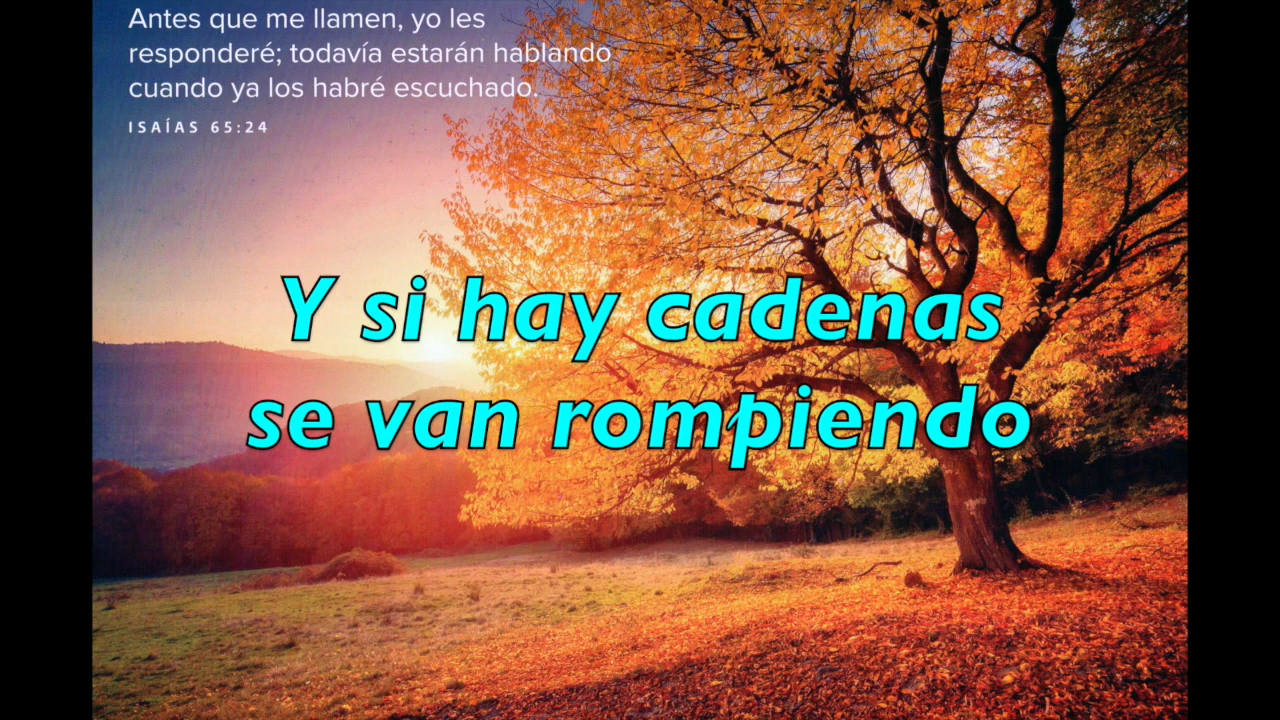 Antes que me llamen, yo les
responderé; todavía estarán hablando
cuando ya los habré escuchado.
ISAÍAS 65:24
Y si hay cadenas
se van rompiendo